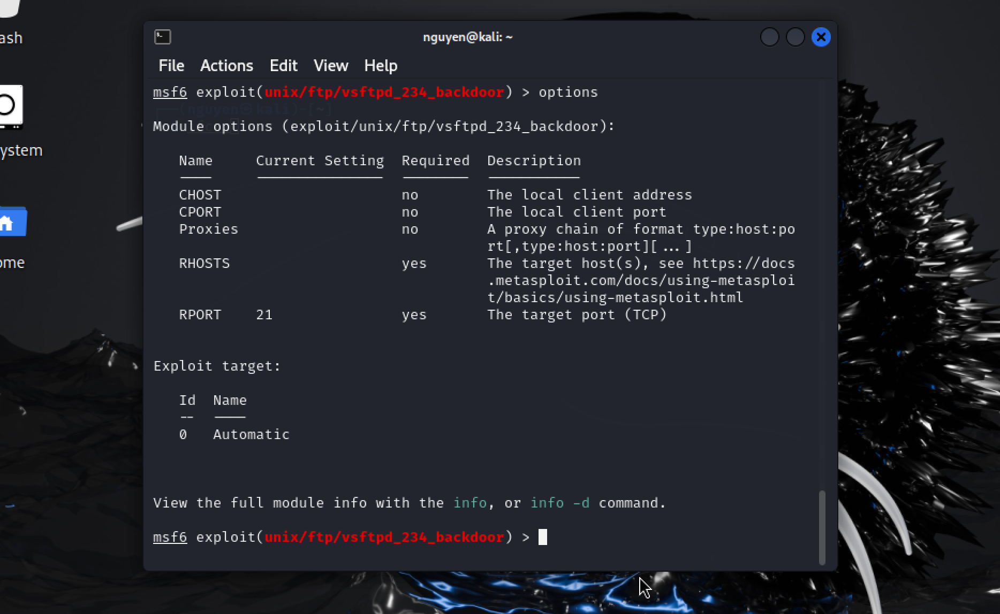 ash
ystem
ome
nguyen@kali: ~
File Actions Edit View Help
msf6 exploit(unix/ftp/vsftpd_234_backdoor) > options
(nguyen㉿kali)-[~]
Module options (exploit/unix/ftp/vsftpd_234_backdoor):
Name Current Setting Required Description
CHOST no The local client address
CPORT no The local client port
Proxies no A proxy chain of format type:host:po
rt[,type:host:port][...]
RHOSTS yes The target host(s), see https://docs
.metasploit.com/docs/using-metasploi
t/basics/using-metasploit.html
RPORT 21 yes The target port (TCP)
Exploit target:
Id Name
-- ----
0 Automatic
View the full module info with the info, or info -d command.
msf6 exploit(unix/ftp/vsftpd_234_backdoor) >